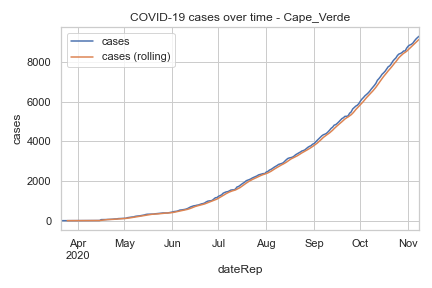 COVID-19 cases over time - Cape_Verde
cases
cases (rolling)
cases
8000
6000
4000
2000
0
Apr May Jun Jul Aug Sep Oct Nov
2020
dateRep